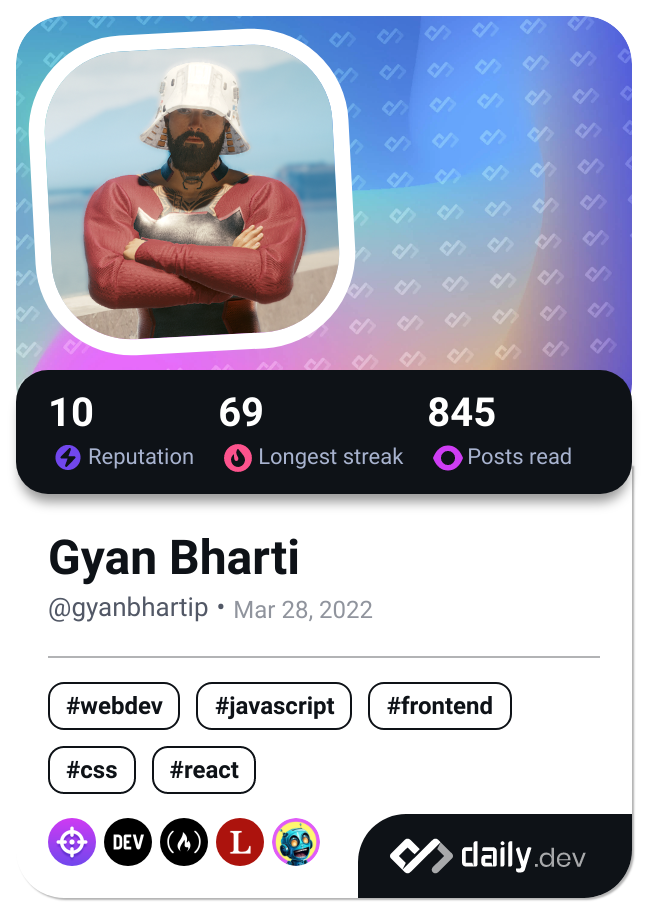 10 69 845
Reputation Longest streak Posts read
Gyan Bharti
@gyanbhartip • Mar 28, 2022
#webdev #javascript #frontend
#css #react
DEV L
daily.dev